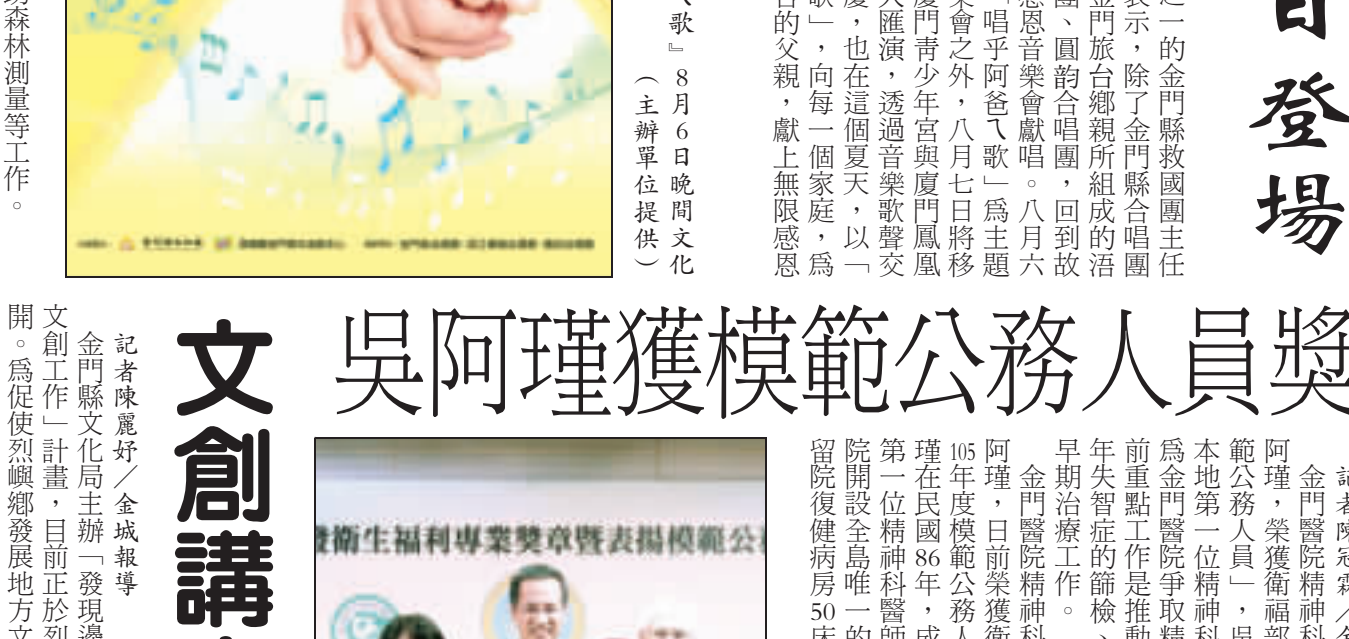 日登場
之一的金門縣救國團主任
表示，除了金門縣合唱團
金門旅台鄉親所組成的浯
團、圓韵合唱團，回到故
感恩音樂會獻唱。八月六
「唱乎阿爸ㄟ歌」爲主題
樂會之外，八月七日將移
廈門青少年宮與廈門鳳凰
大匯演，透過音樂歌聲交
廈，也在這個夏天，以「
歌」，向每一個家庭，爲
的父親，獻上無限感恩
ㄟ歌』8月6日晚間文化
（主辦單位提供）
森林測量等工作。
吳阿瑾獲模範公務人員獎
金門醫院精神科
阿瑾，榮獲衛福部
範公務人員」，吳
本地第一位精神科
爲金門醫院爭取精
前重點工作是推動
年失智症的篩檢、
早期治療工作。
金門醫院精神科
阿瑾，日前榮獲衛
105年度模範公務人
瑾在民國86年，成
第一位精神科醫師
院開設全島唯一的
留院復健病房50床
衛生福利專業獎章暨表揚模範公
文創講
記者陳麗妤／金城報導
金門縣文化局主辦「發現邊
文創工作」計畫，目前正於烈
開。爲促使烈嶼鄉發展地方文